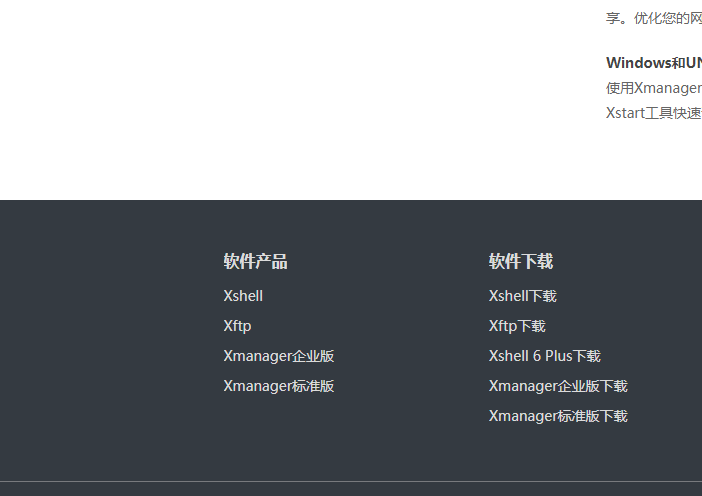 享。优化您的网
Windows和UN
使用Xmanager
Xstart工具快速
软件产品
Xshell
Xftp
Xmanager企业版
Xmanager标准版
软件下载
Xshell下载
Xftp下载
Xshell 6 Plus下载
Xmanager企业版下载
Xmanager标准版下载